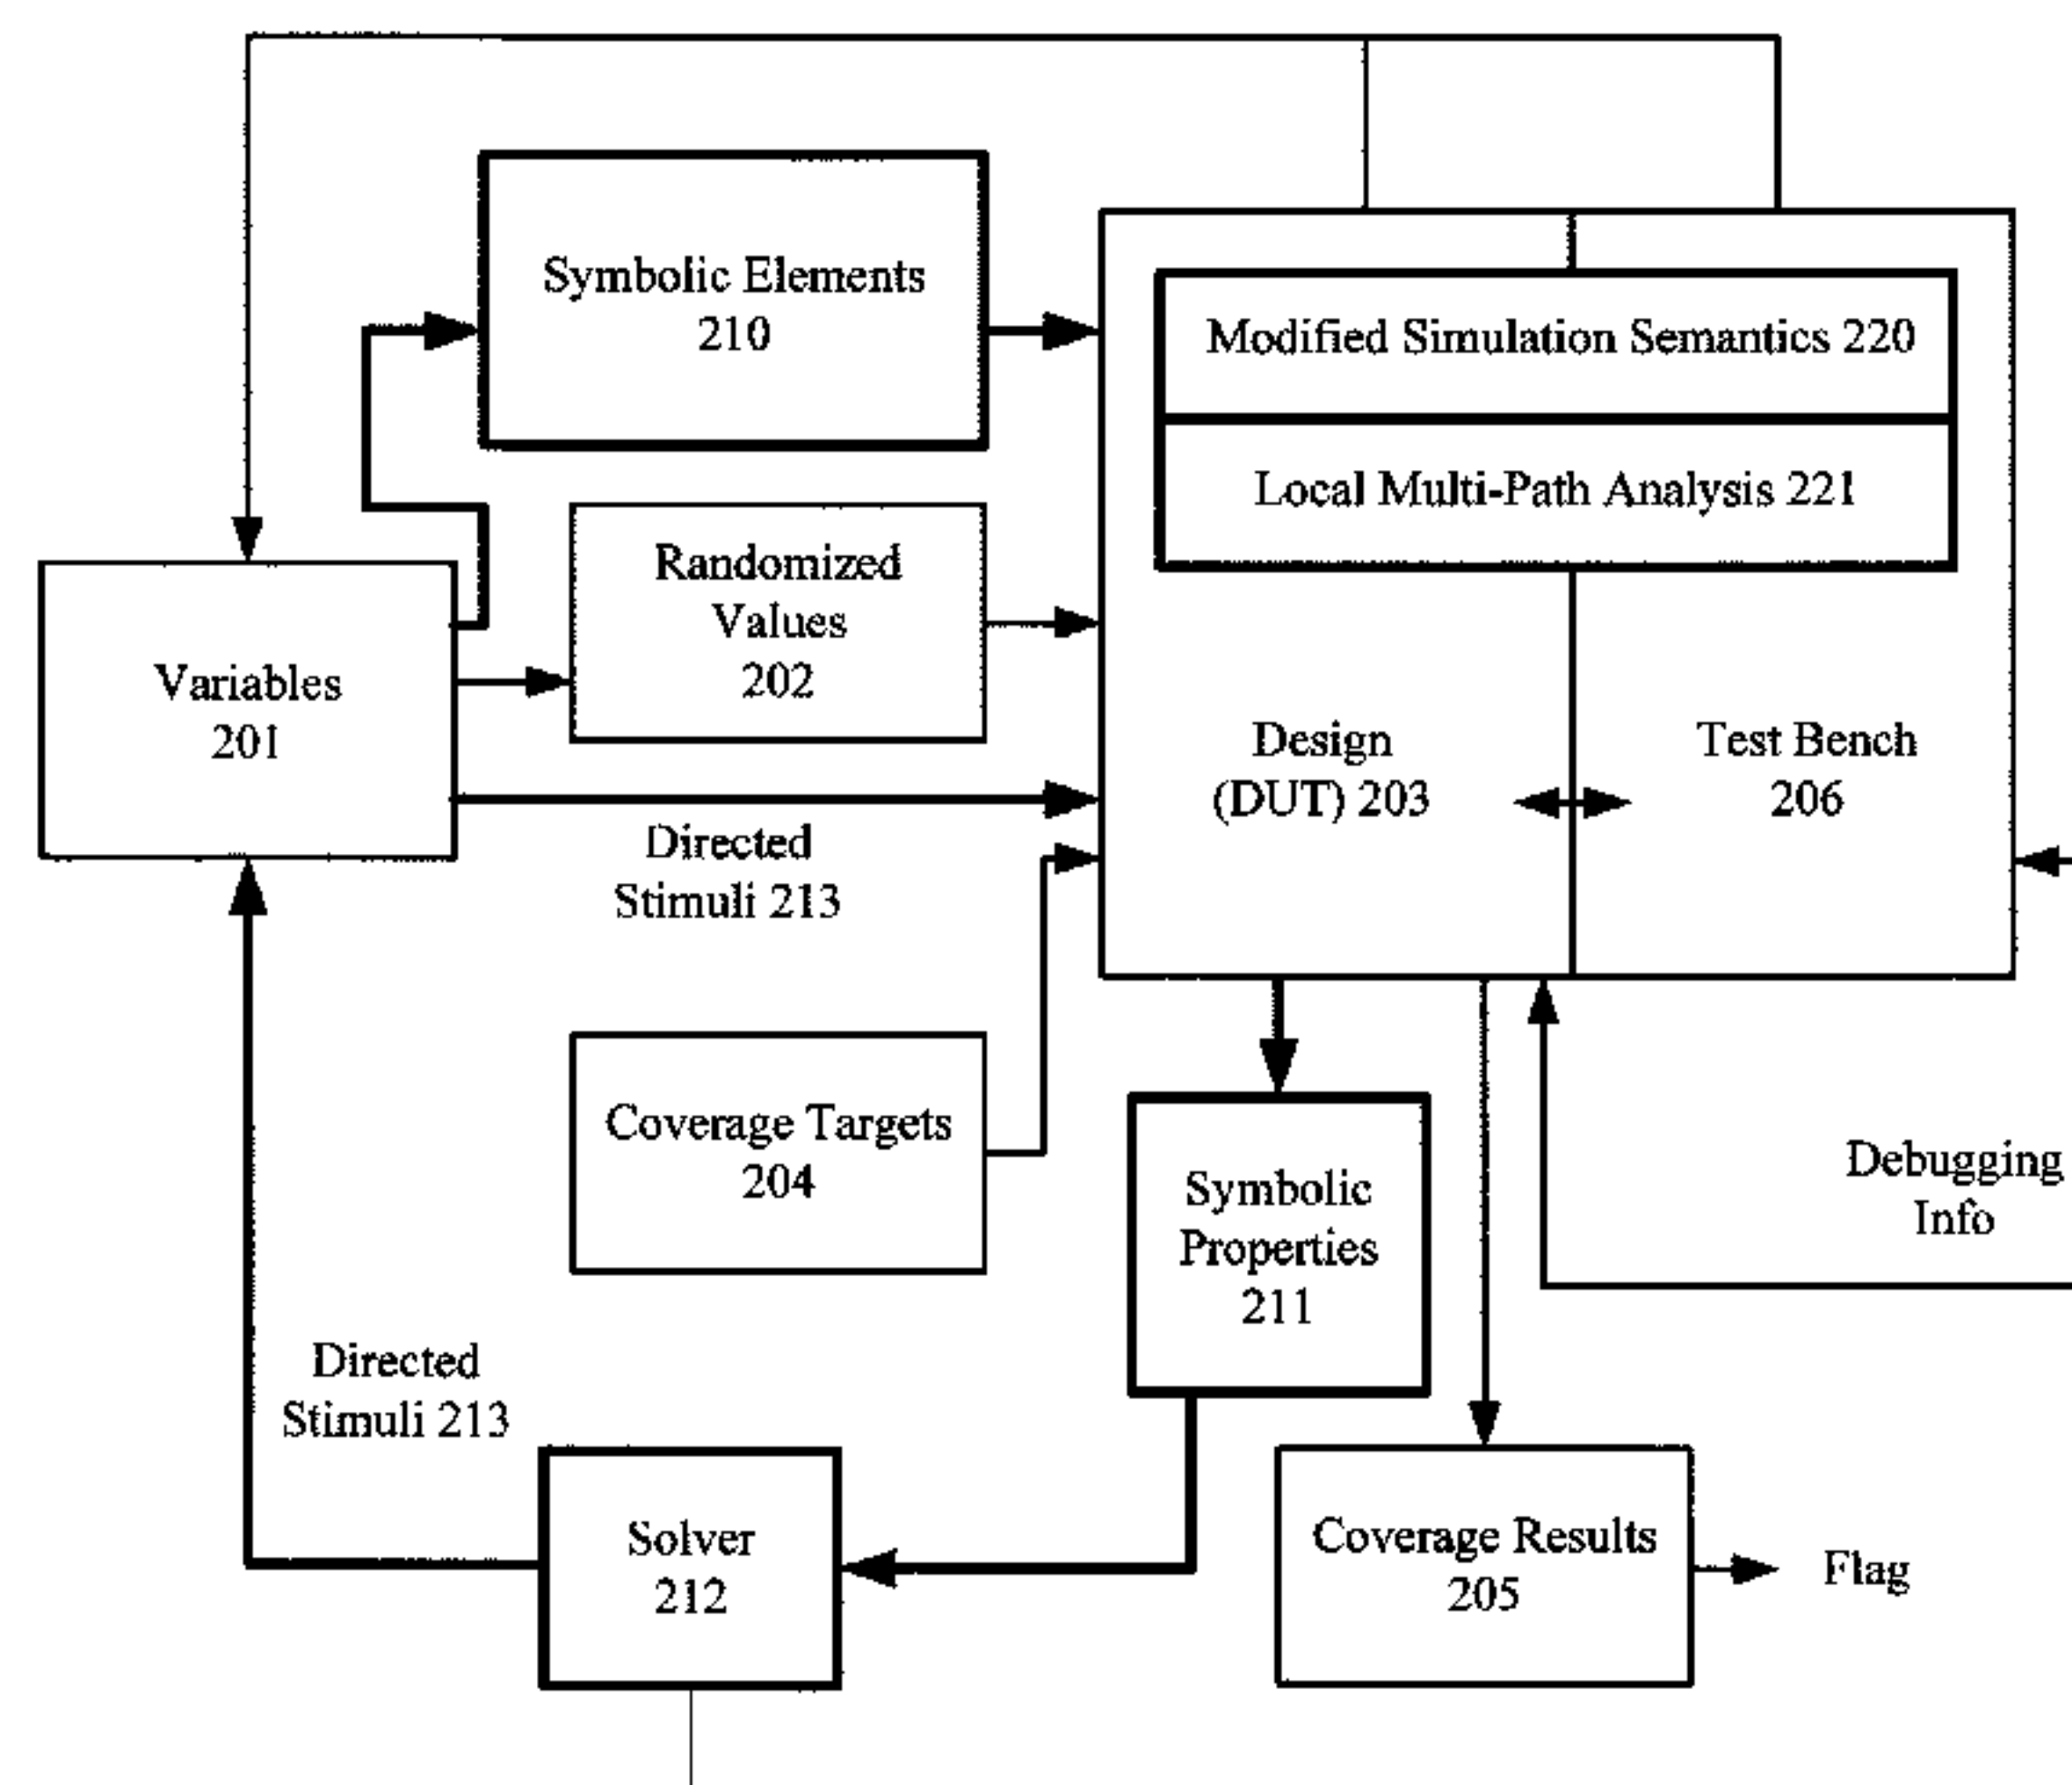 Symbolic Elements
210
Modified Simulation Semantics 220
Local Multi-Path Analysis 221
Randomized
Values
202
Variables
201
Design
(DUT) 203
Test Bench
206
Directed
Stimuli 213
Coverage Targets
204
Symbolic
Properties
211
Debugging
Info
Directed
Stimuli 213
Solver
212
Coverage Results
205
Flag